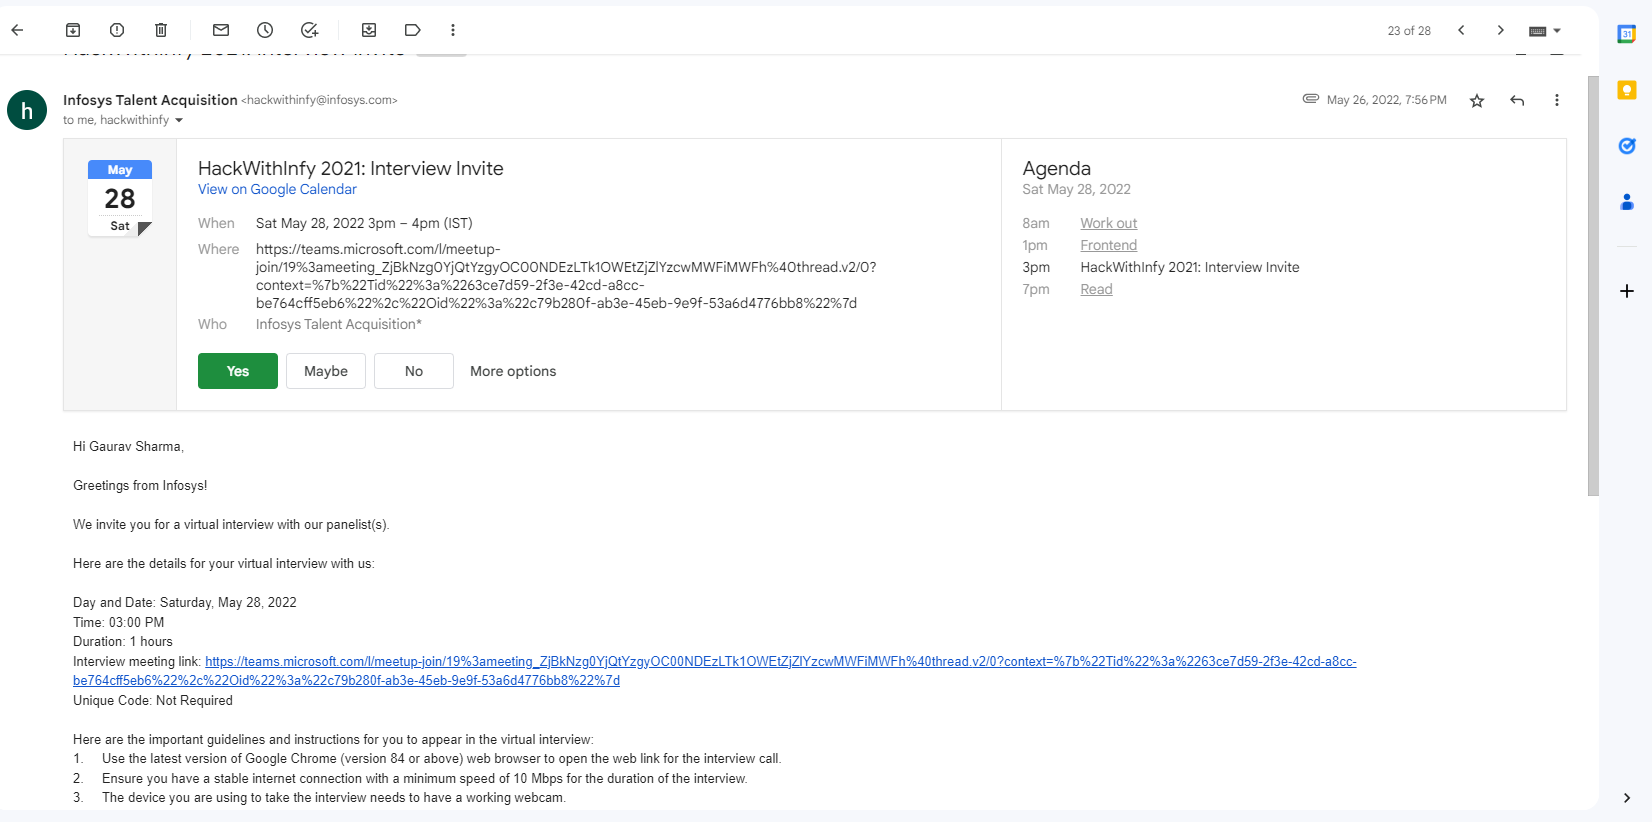 23 of 28
HackWithInfy 2021: Interview Invite
31
h
Infosys Talent Acquisition <hackwithinfy@infosys.com>
May 26, 2022, 7:56 PM
to me, hackwithinfy
May
28
Sat
HackWithInfy 2021: Interview Invite
View on Google Calendar
When Sat May 28, 2022 3pm – 4pm (IST)
Where https://teams.microsoft.com/l/meetup-
join/19%3ameeting_ZjBkNzg0YjQtYzgyOC00NDEzLTk1OWEtZjZlYzcwMWFiMWFh%40thread.v2/0?
context=%7b%22Tid%22%3a%2263ce7d59-2f3e-42cd-a8cc-
be764cff5eb6%22%2c%22Oid%22%3a%22c79b280f-ab3e-45eb-9e9f-53a6d4776bb8%22%7d
Who Infosys Talent Acquisition*
Yes Maybe No More options
Agenda
Sat May 28, 2022
8am Work out
1pm Frontend
3pm HackWithInfy 2021: Interview Invite
7pm Read
Hi Gaurav Sharma,
Greetings from Infosys!
We invite you for a virtual interview with our panelist(s).
Here are the details for your virtual interview with us:
Day and Date: Saturday, May 28, 2022
Time: 03:00 PM
Duration: 1 hours
Interview meeting link: https://teams.microsoft.com/l/meetup-join/19%3ameeting_ZjBkNzg0YjQtYzgyOC00NDEzLTk1OWEtZjZlYzcwMWFiMWFh%40thread.v2/0?context=%7b%22Tid%22%3a%2263ce7d59-2f3e-42cd-a8cc-
be764cff5eb6%22%2c%22Oid%22%3a%22c79b280f-ab3e-45eb-9e9f-53a6d4776bb8%22%7d
Unique Code: Not Required
Here are the important guidelines and instructions for you to appear in the virtual interview:
1. Use the latest version of Google Chrome (version 84 or above) web browser to open the web link for the interview call.
2. Ensure you have a stable internet connection with a minimum speed of 10 Mbps for the duration of the interview.
3. The device you are using to take the interview needs to have a working webcam.